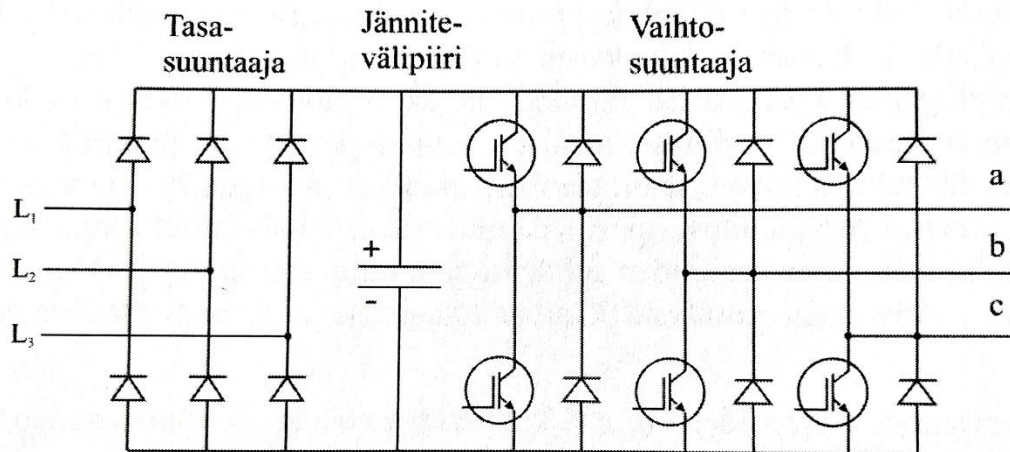 Tasa-
suuntaaja
Jännite-
välipiiri
Vaihto-
suuntaaja
a
L₁
b
L₂
+
-
c
L₃